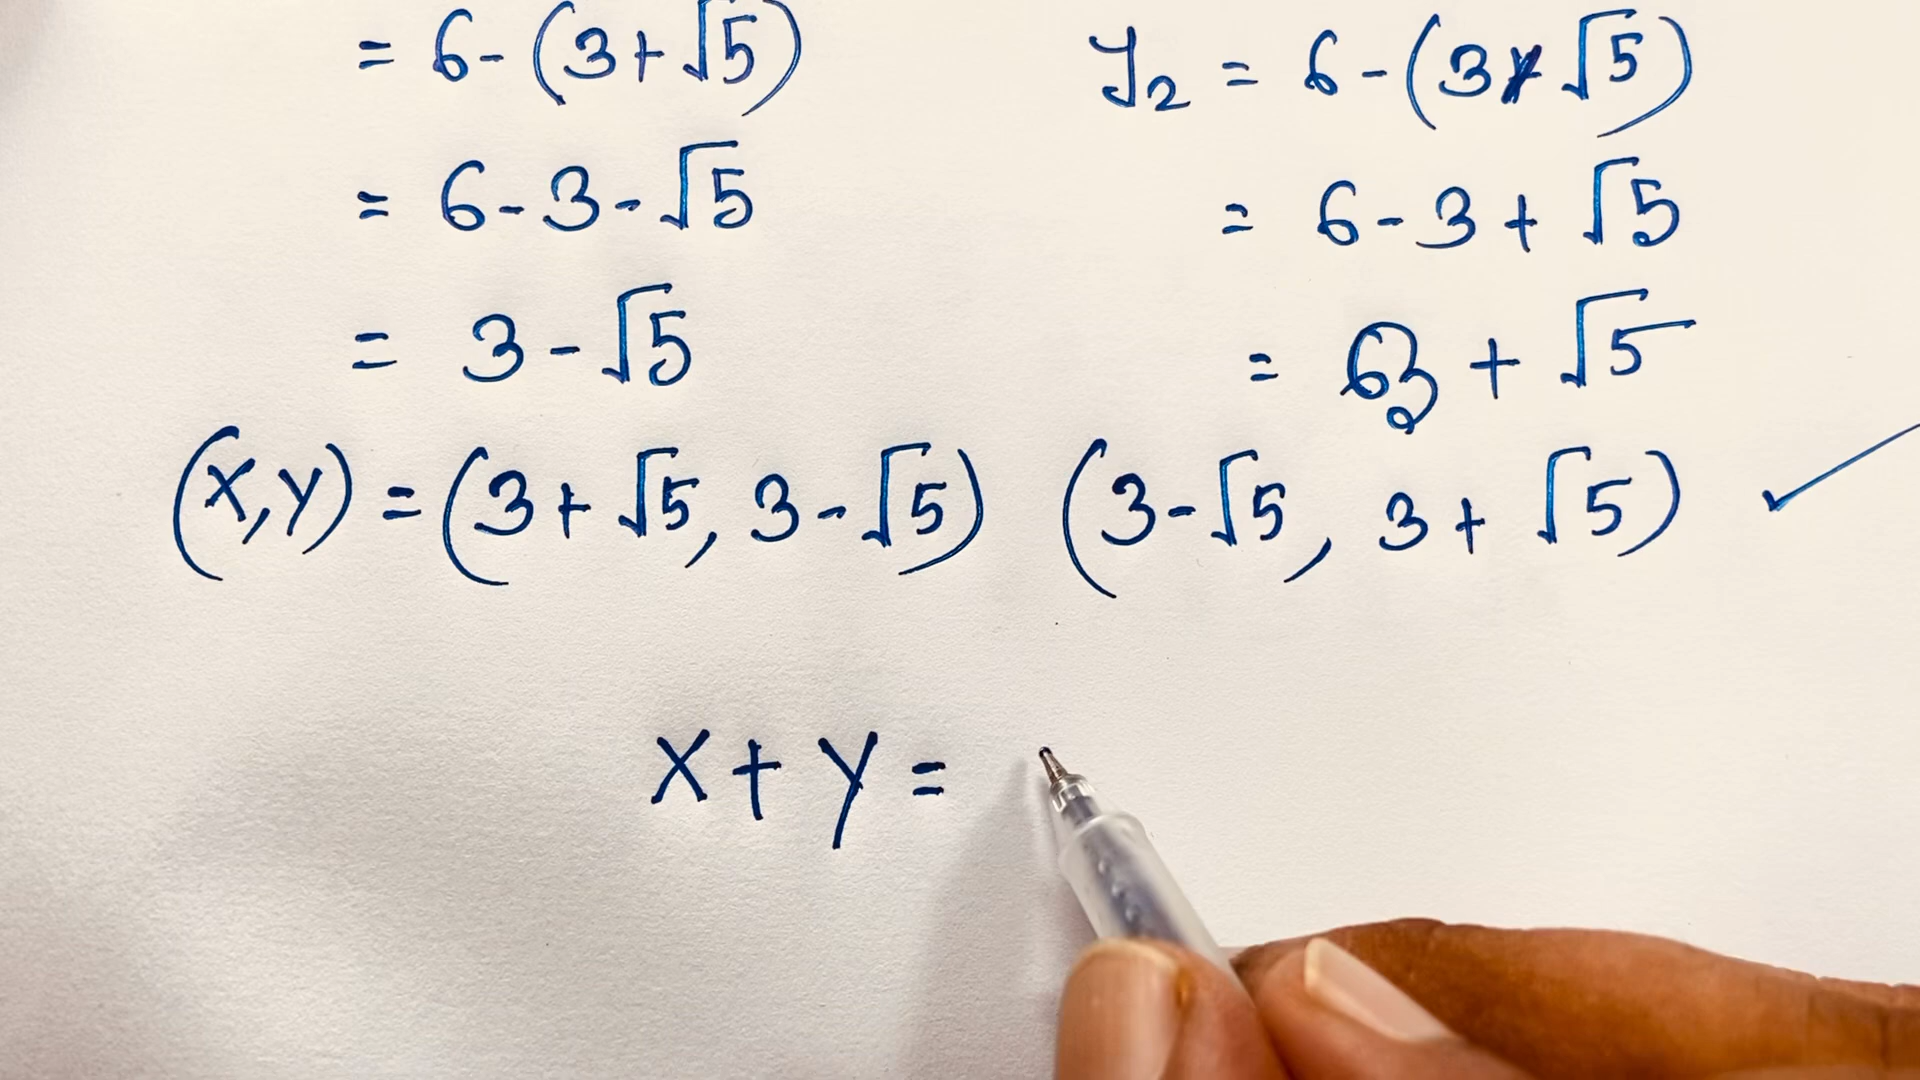 = 6-(3+√5)
y₂ = 6-(3-√5)
= 6-3-√5
= 6-3+√5
= 3-√5
= 3+√5
(x,y) = (3+√5, 3-√5) (3-√5, 3+√5) ✓
x+y=